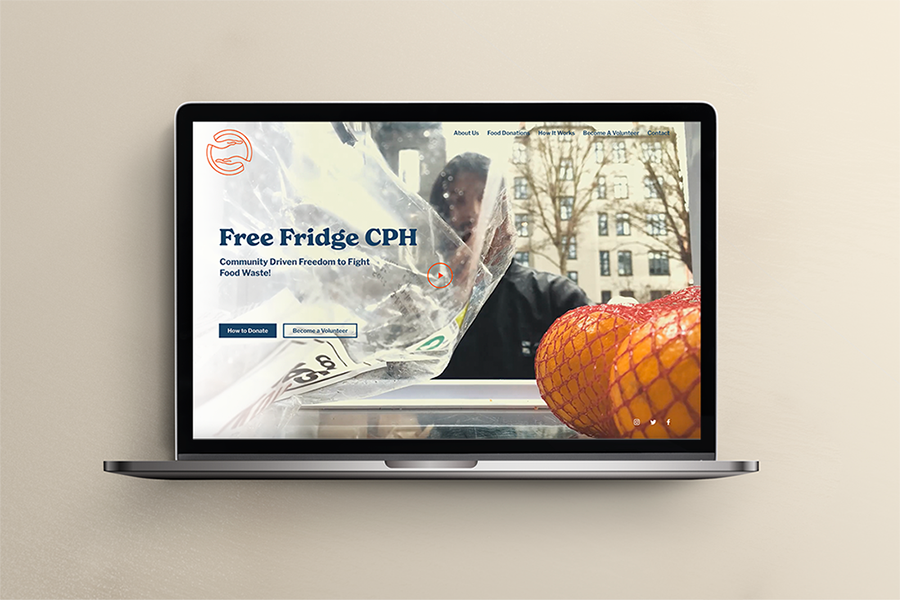 About Us Food Donations How It Works Become A Volunteer Contact
Free Fridge CPH
Community Driven Freedom to Fight
Food Waste!
How to Donate Become a Volunteer